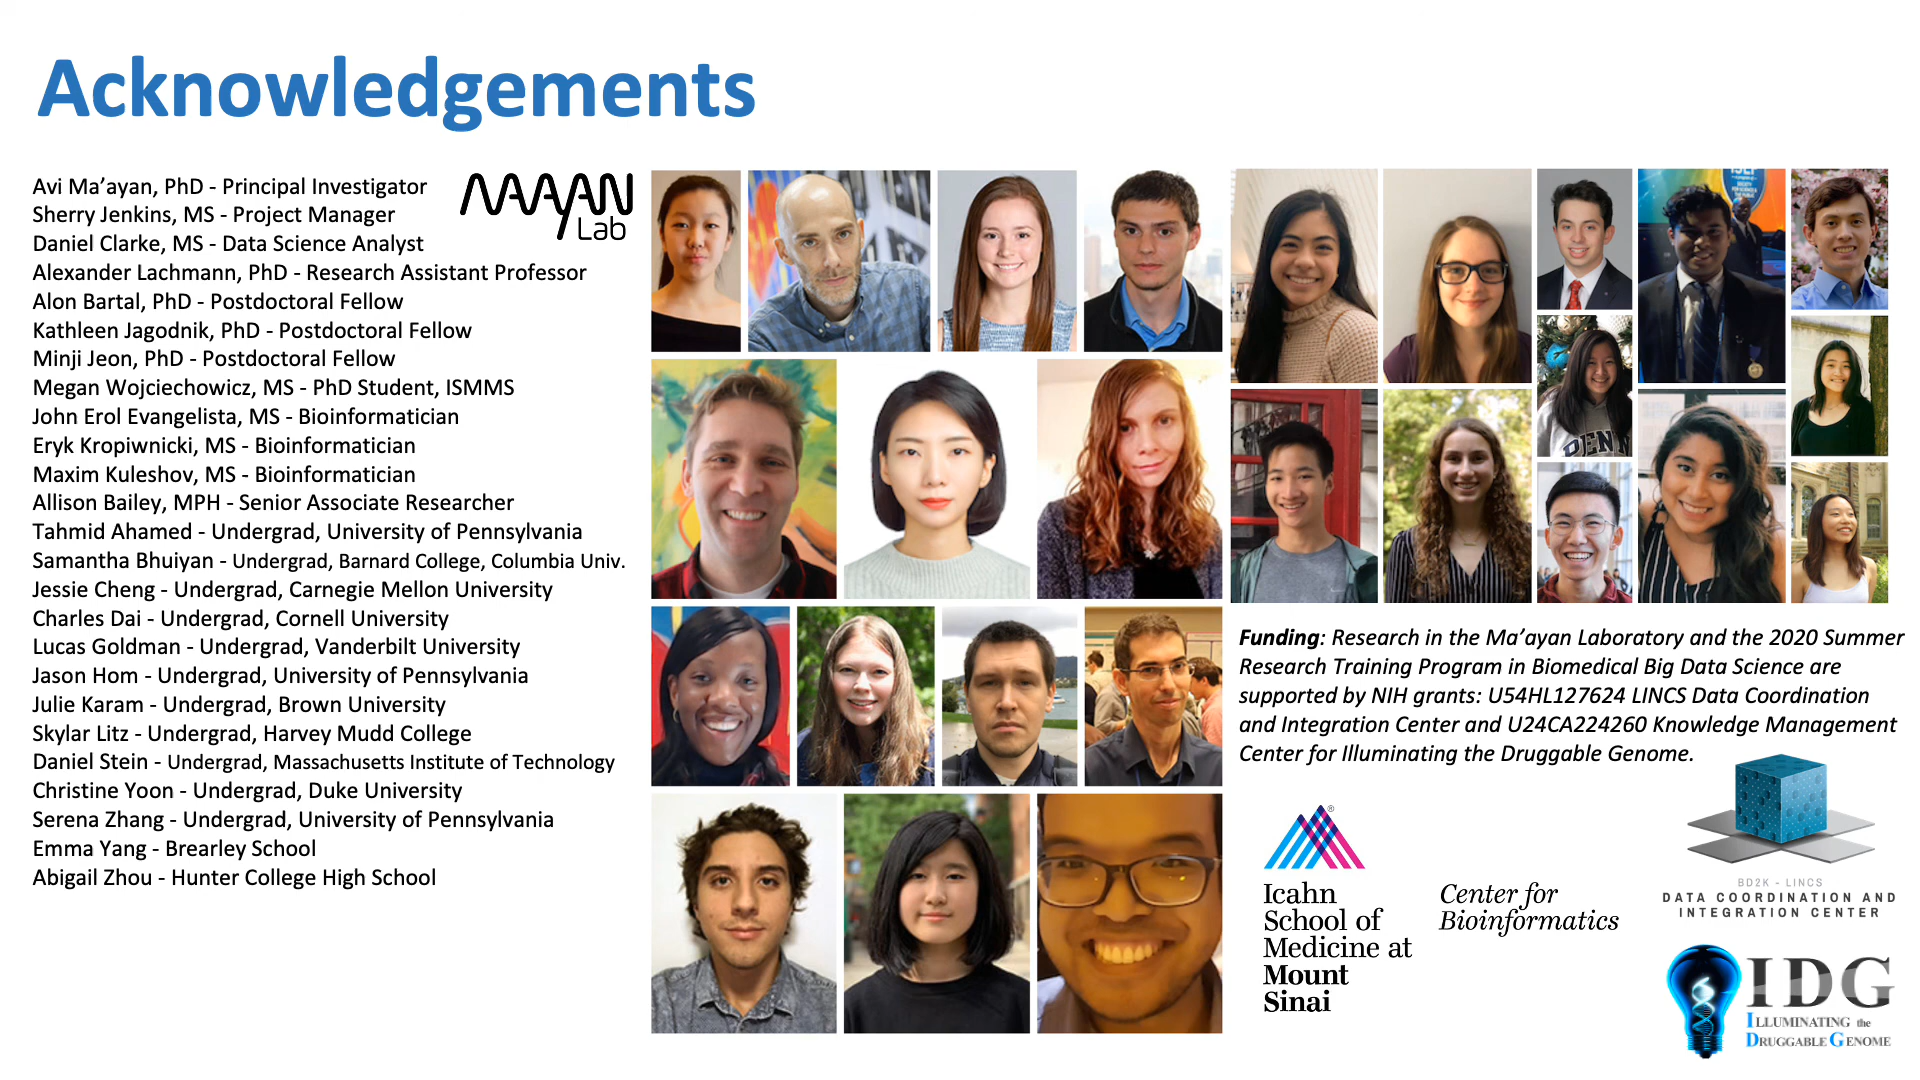 Acknowledgements
Avi Ma’ayan, PhD - Principal Investigator
Sherry Jenkins, MS - Project Manager
Daniel Clarke, MS - Data Science Analyst
Alexander Lachmann, PhD - Research Assistant Professor
Alon Bartal, PhD - Postdoctoral Fellow
Kathleen Jagodnik, PhD - Postdoctoral Fellow
Minji Jeon, PhD - Postdoctoral Fellow
Megan Wojciechowicz, MS - PhD Student, ISMMS
John Erol Evangelista, MS - Bioinformatician
Eryk Kropiwnicki, MS - Bioinformatician
Maxim Kuleshov, MS - Bioinformatician
Allison Bailey, MPH - Senior Associate Researcher
Tahmid Ahamed - Undergrad, University of Pennsylvania
Samantha Bhuiyan - Undergrad, Barnard College, Columbia Univ.
Jessie Cheng - Undergrad, Carnegie Mellon University
Charles Dai - Undergrad, Cornell University
Lucas Goldman - Undergrad, Vanderbilt University
Jason Hom - Undergrad, University of Pennsylvania
Julie Karam - Undergrad, Brown University
Skylar Litz - Undergrad, Harvey Mudd College
Daniel Stein - Undergrad, Massachusetts Institute of Technology
Christine Yoon - Undergrad, Duke University
Serena Zhang - Undergrad, University of Pennsylvania
Emma Yang - Brearley School
Abigail Zhou - Hunter College High School
MAAYAN
Lab
PENN
Funding: Research in the Ma’ayan Laboratory and the 2020 Summer
Research Training Program in Biomedical Big Data Science are
supported by NIH grants: U54HL127624 LINCS Data Coordination
and Integration Center and U24CA224260 Knowledge Management
Center for Illuminating the Druggable Genome.
®
Icahn
School of
Medicine at
Mount
Sinai
Center for
Bioinformatics
BD2K - LINCS
DATA COORDINATION AND
INTEGRATION CENTER
IDG
ILLUMINATING the
DRUGGABLE GENOME